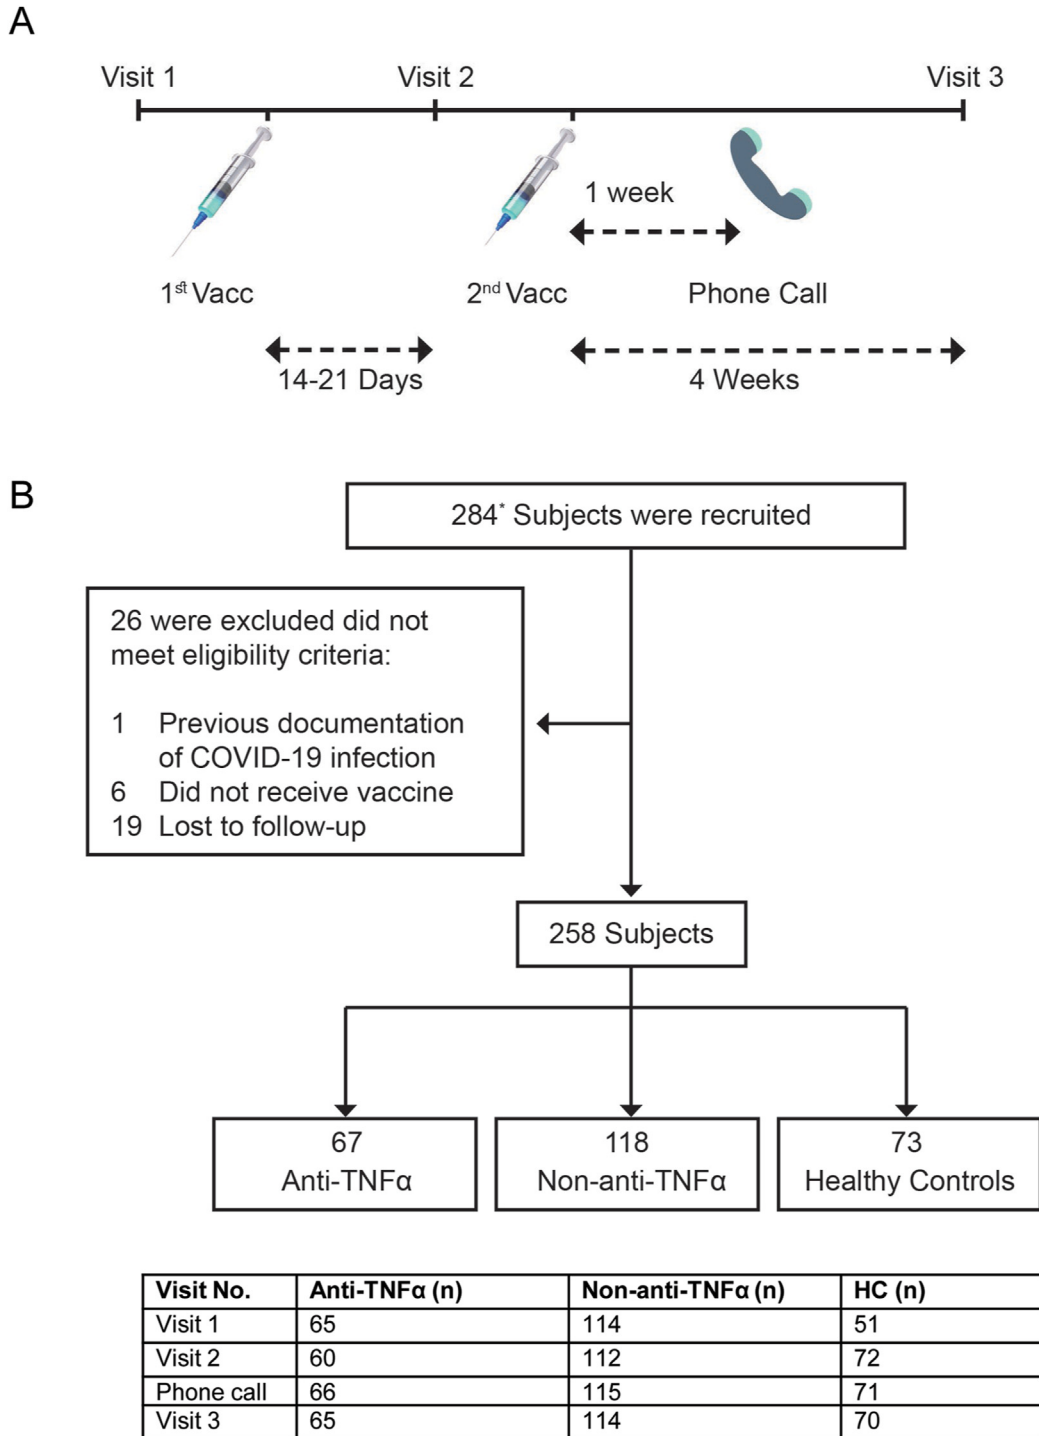 A
Visit 1 Visit 2 Visit 3
1 week
1st Vacc 2nd Vacc Phone Call
14-21 Days 4 Weeks
B
284* Subjects were recruited
26 were excluded did not
meet eligibility criteria:
1 Previous documentation
of COVID-19 infection
6 Did not receive vaccine
19 Lost to follow-up
258 Subjects
67 118 73
Anti-TNFα Non-anti-TNFα Healthy Controls
Visit No. Anti-TNFα (n) Non-anti-TNFα (n) HC (n)
Visit 1 65 114 51
Visit 2 60 112 72
Phone call 66 115 71
Visit 3 65 114 70